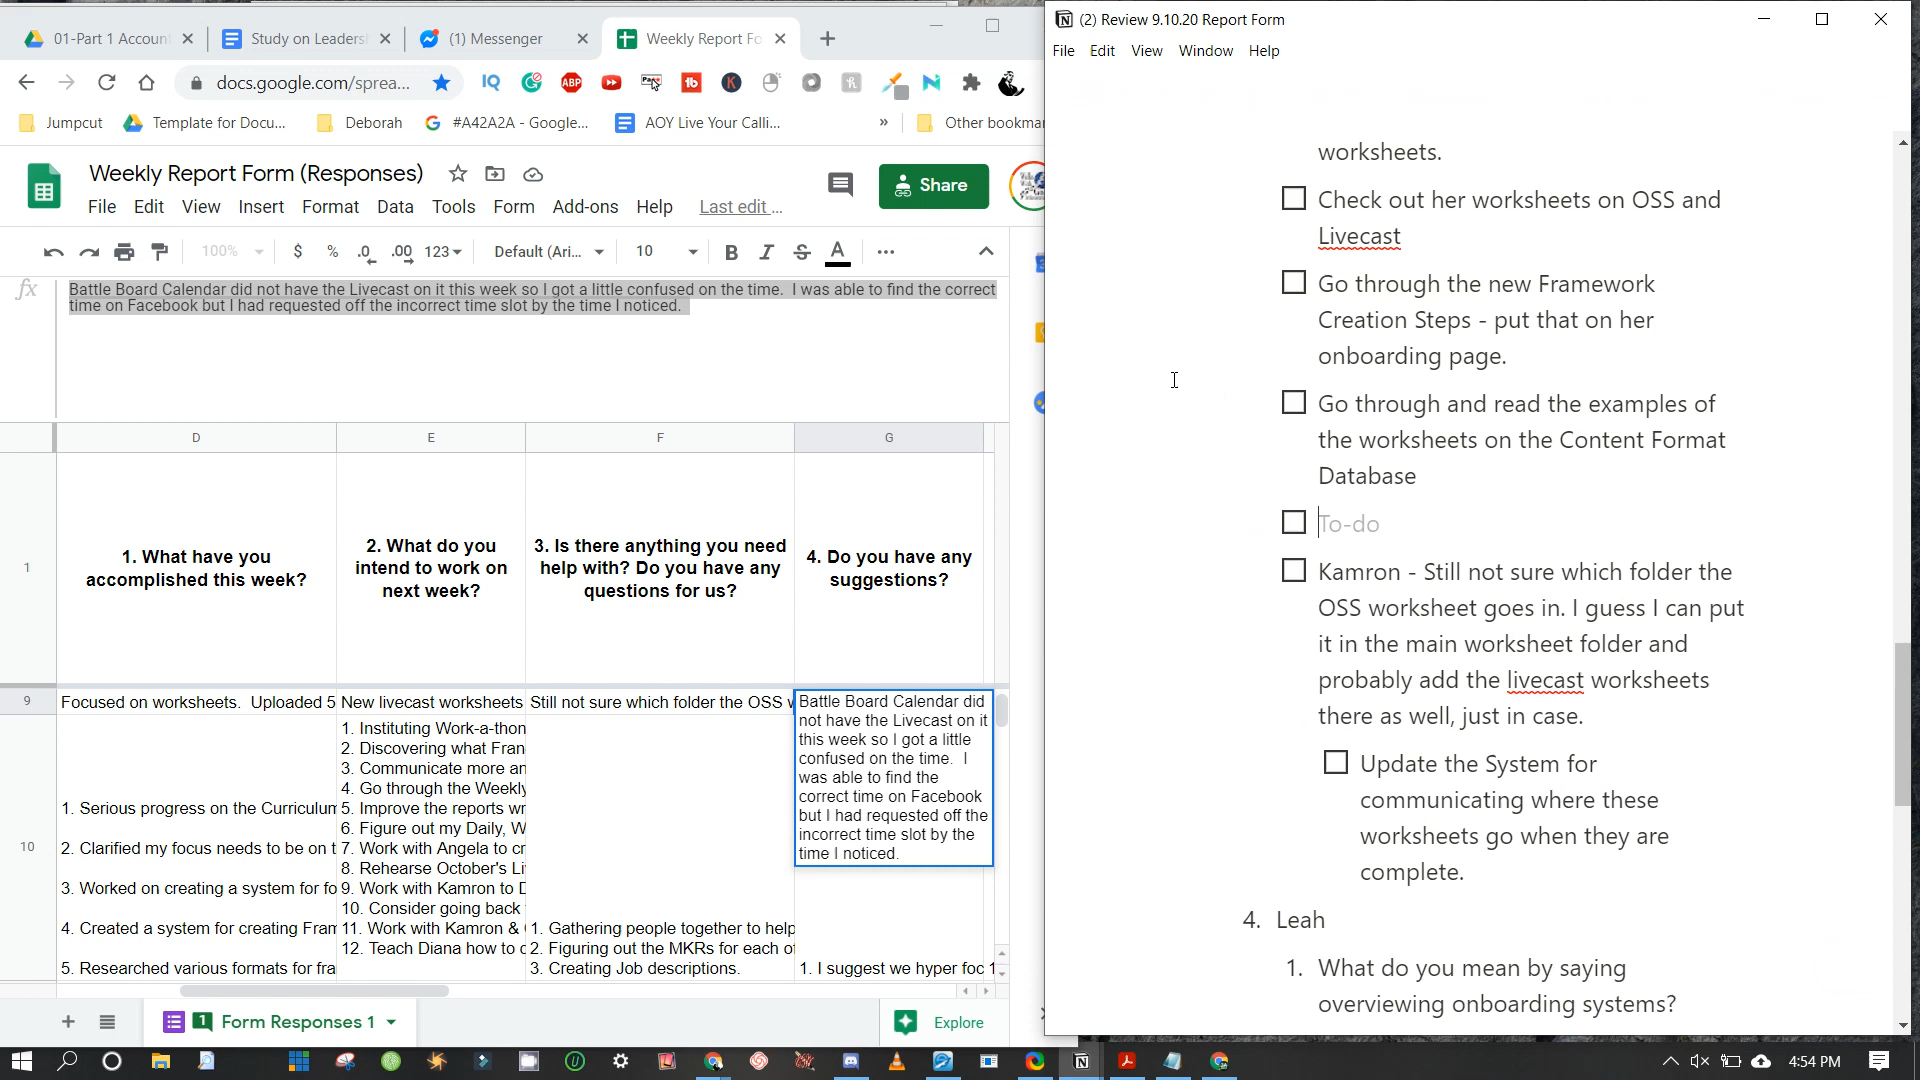 01-Part 1 Accoun
Study on Leaders
(1) Messenger
Weekly Report Fo
docs.google.com/sprea...
IQ
ABP
Jumpcut
Template for Docu...
Deborah
#A42A2A - Google...
AOY Live Your Calli...
»
Other bookma
Weekly Report Form (Responses)
Share
File Edit View Insert Format Data Tools Form Add-ons Help Last edit ...
100% $ % .0 .00 123 Default (Ari... 10 B I S A ...
fx
Battle Board Calendar did not have the Livecast on it this week so I got a little confused on the time.  I was able to find the correct
time on Facebook but I had requested off the incorrect time slot by the time I noticed.
D E F G
1
1. What have you
accomplished this week?
2. What do you
intend to work on
next week?
3. Is there anything you need
help with? Do you have any
questions for us?
4. Do you have any
suggestions?
9
Focused on worksheets.  Uploaded 5
New livecast worksheets
Still not sure which folder the OSS w
Battle Board Calendar did
not have the Livecast on it
this week so I got a little
confused on the time.  I
was able to find the
correct time on Facebook
but I had requested off the
incorrect time slot by the
time I noticed.
10
1. Serious progress on the Curriculum
2. Clarified my focus needs to be on t
3. Worked on creating a system for fo
4. Created a system for creating Fram
5. Researched various formats for fra
1. Instituting Work-a-thon
2. Discovering what Fran
3. Communicate more an
4. Go through the Weekly
5. Improve the reports wr
6. Figure out my Daily, W
7. Work with Angela to cr
8. Rehearse October's Li
9. Work with Kamron to D
10. Consider going back
11. Work with Kamron &
12. Teach Diana how to c
1. Gathering people together to help
2. Figuring out the MKRs for each of
3. Creating Job descriptions.
1. I suggest we hyper foc
1
Form Responses 1
Explore
(2) Review 9.10.20 Report Form
File Edit View Window Help
worksheets.
Check out her worksheets on OSS and
Livecast
Go through the new Framework
Creation Steps - put that on her
onboarding page.
Go through and read the examples of
the worksheets on the Content Format
Database
To-do
Kamron - Still not sure which folder the
OSS worksheet goes in. I guess I can put
it in the main worksheet folder and
probably add the livecast worksheets
there as well, just in case.
Update the System for
communicating where these
worksheets go when they are
complete.
4. Leah
1. What do you mean by saying
overviewing onboarding systems?
4:54 PM